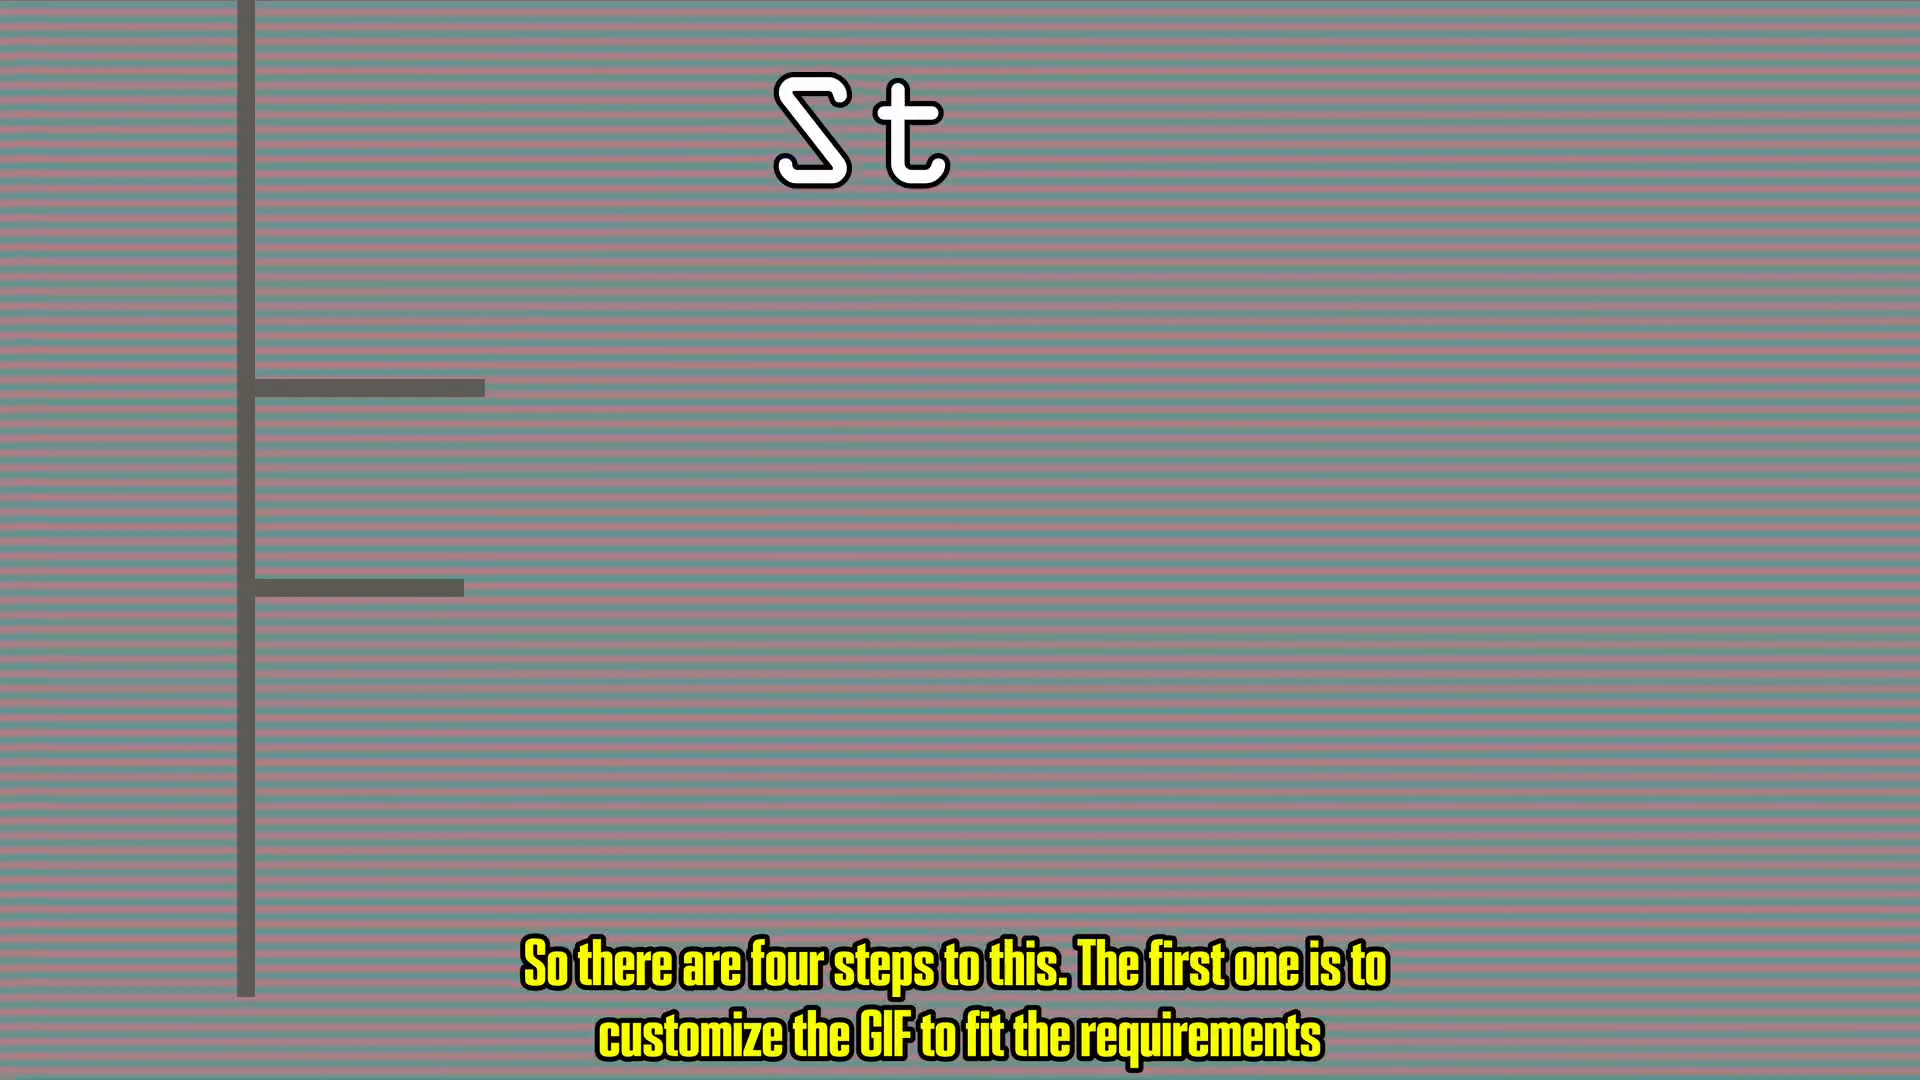 St
So there are four steps to this. The first one is to
customize the GIF to fit the requirements